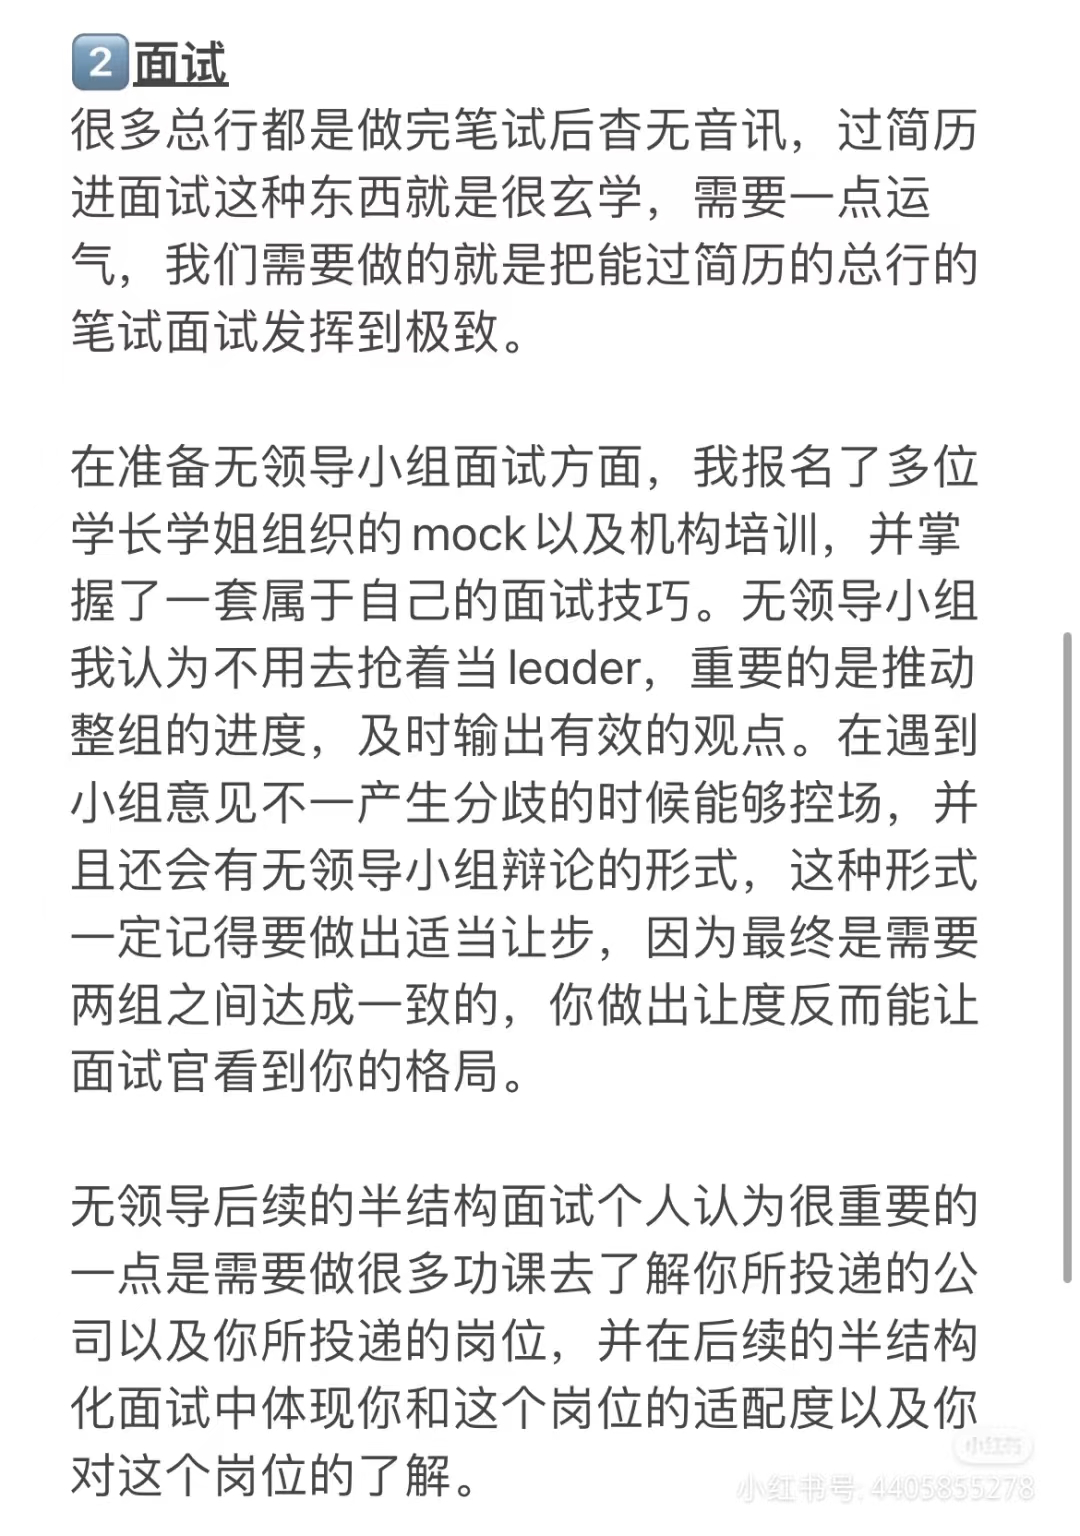 2面试
很多总行都是做完笔试后杳无音讯，过简历
进面试这种东西就是很玄学，需要一点运
气，我们需要做的就是把能过简历的总行的
笔试面试发挥到极致。
在准备无领导小组面试方面，我报名了多位
学长学姐组织的mock以及机构培训，并掌
握了一套属于自己的面试技巧。无领导小组
我认为不用去抢着当leader，重要的是推动
整组的进度，及时输出有效的观点。在遇到
小组意见不一产生分歧的时候能够控场，并
且还会有无领导小组辩论的形式，这种形式
一定记得要做出适当让步，因为最终是需要
两组之间达成一致的，你做出让度反而能让
面试官看到你的格局。
无领导后续的半结构面试个人认为很重要的
一点是需要做很多功课去了解你所投递的公
司以及你所投递的岗位，并在后续的半结构
化面试中体现你和这个岗位的适配度以及你
对这个岗位的了解。
小红书
小红书号: 4405855278